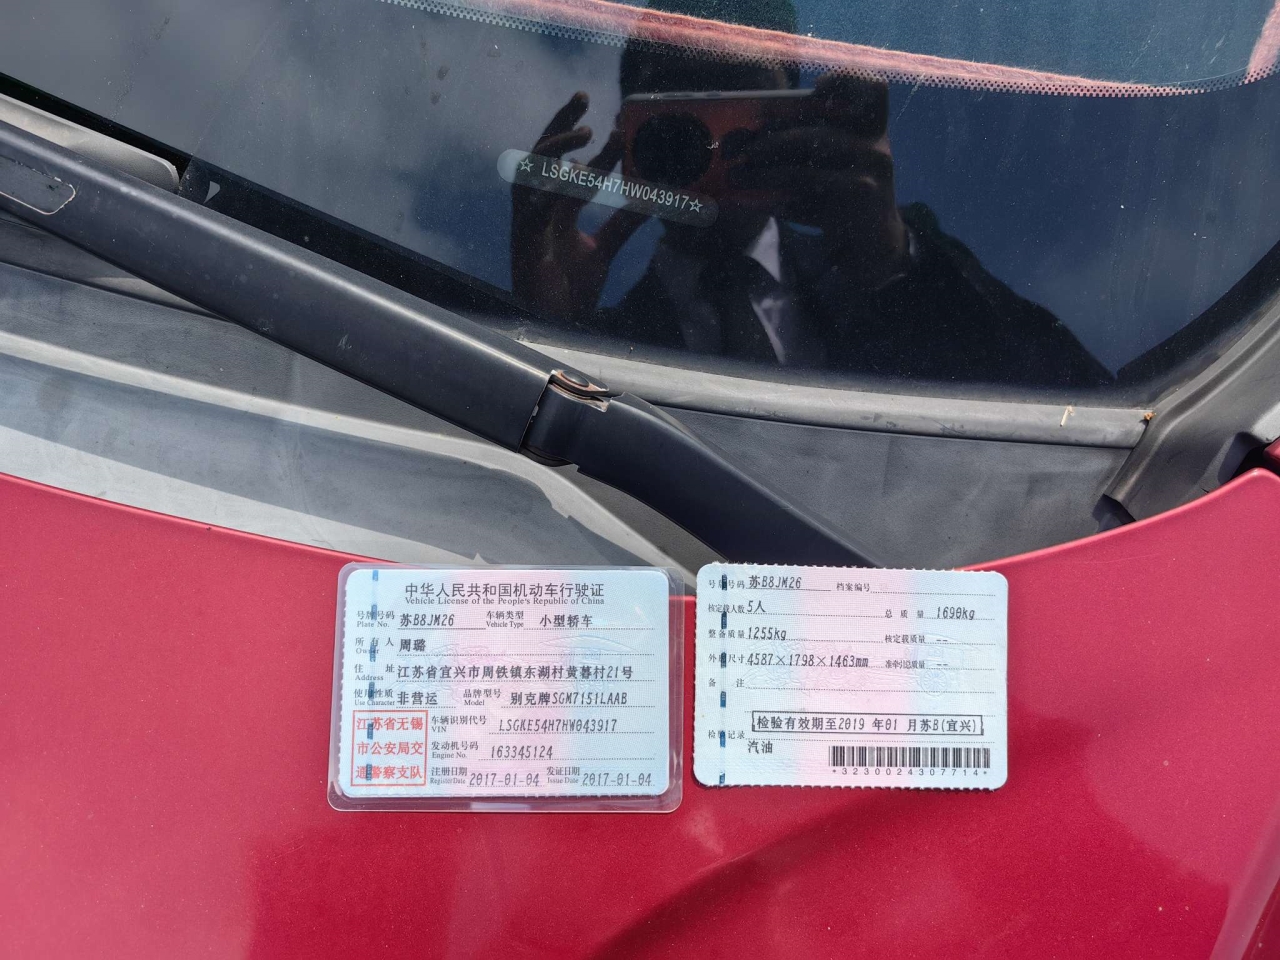 ☆ LSGKE54H7HW043917☆
中华人民共和国机动车行驶证
Vehicle License of the People's Republic of China
号牌号码 苏B8JM26 车辆类型 小型轿车
Plate No. Vehicle Type
所有人 周璐
Owner
住址 江苏省宜兴市周铁镇东湖村黄暮村21号
Address
使用性质 非营运 品牌型号 别克牌SGM7151LAAB
Use Character Model
江苏省无锡
市公安局交
通警察支队
车辆识别代号 LSGKE54H7HW043917
VIN
发动机号码 163345124
Engine No.
注册日期 2017-01-04 发证日期 2017-01-04
Register Date Issue Date
号牌号码 苏B8JM26 档案编号
核定载人数 5人 总质量 1690kg
整备质量 1255kg 核定载质量 --
外廓尺寸 4587×1798×1463mm 准牵引总质量 --
备注
检验有效期至2019 年01 月苏B(宜兴)
检验记录
汽油
*3230024307714*